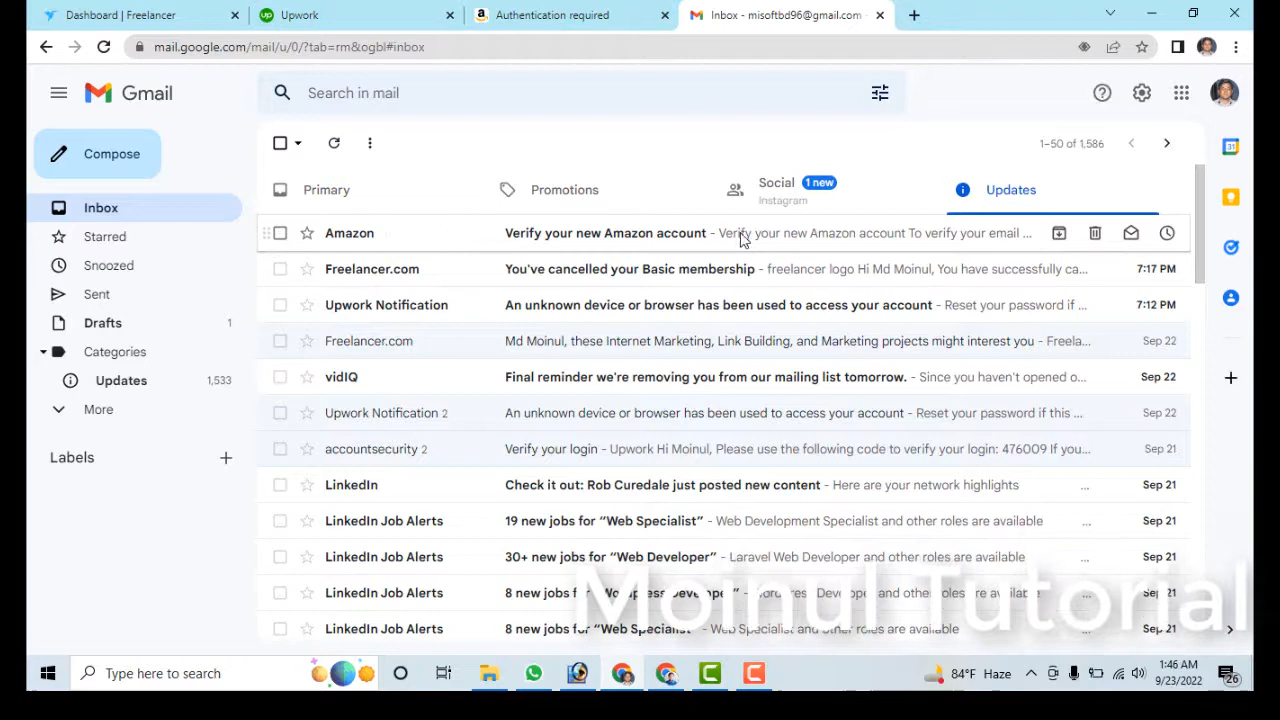 Dashboard | Freelancer
Upwork
Authentication required
Inbox - misoftbd96@gmail.com
mail.google.com/mail/u/0/?tab=rm&ogbl#inbox
Gmail
Search in mail
Compose
1–50 of 1,586
Primary
Promotions
Social 1 new
Instagram
Updates
Inbox
Starred
Snoozed
Sent
Drafts 1
Categories
Updates 1,533
More
Labels
Amazon Verify your new Amazon account - Verify your new Amazon account To verify your email ...
Freelancer.com You've cancelled your Basic membership - freelancer logo Hi Md Moinul, You have successfully ca... 7:17 PM
Upwork Notification An unknown device or browser has been used to access your account - Reset your password if ... 7:12 PM
Freelancer.com Md Moinul, these Internet Marketing, Link Building, and Marketing projects might interest you - Freela... Sep 22
vidIQ Final reminder we're removing you from our mailing list tomorrow. - Since you haven't opened o... Sep 22
Upwork Notification 2 An unknown device or browser has been used to access your account - Reset your password if this ... Sep 22
accountsecurity 2 Verify your login - Upwork Hi Moinul, Please use the following code to verify your login: 476009 If you... Sep 21
LinkedIn Check it out: Rob Curedale just posted new content - Here are your network highlights ... Sep 21
LinkedIn Job Alerts 19 new jobs for “Web Specialist” - Web Development Specialist and other roles are available ... Sep 21
LinkedIn Job Alerts 30+ new jobs for “Web Developer” - Laravel Web Developer and other roles are available ... Sep 21
LinkedIn Job Alerts 8 new jobs for and other roles are available Sep 21
LinkedIn Job Alerts 8 new jobs for “Web Specialist” - Web Specialist and other roles are available Sep 21
Moinul Tutorial
Type here to search
84°F Haze
1:46 AM
9/23/2022
26